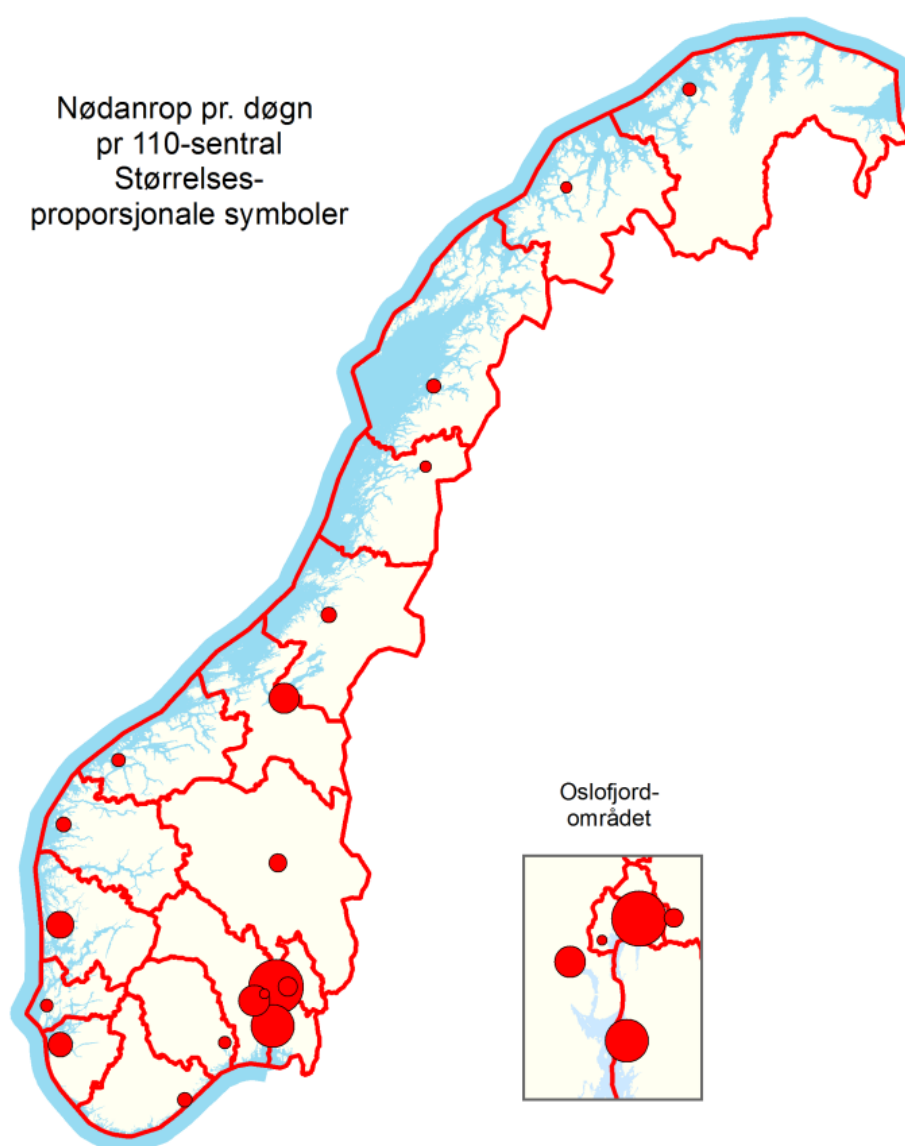 Nødanrop pr. døgn
pr 110-sentral
Størrelses-
proporsjonale symboler
Oslofjord-
området